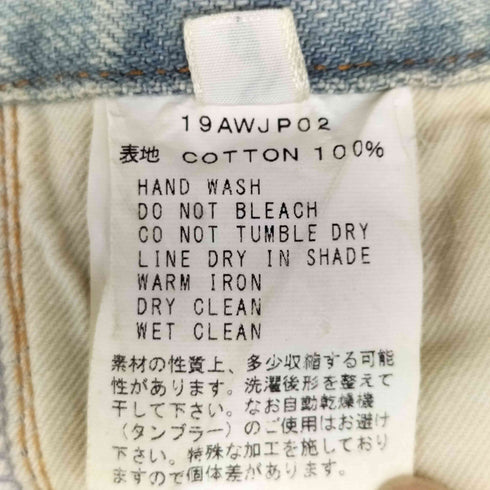 19AWJP02
表地 COTTON 100%
HAND WASH
DO NOT BLEACH
DO NOT TUMBLE DRY
LINE DRY IN SHADE
WARM IRON
DRY CLEAN
WET CLEAN
素材の性質上、多少収縮する可能
性があります。洗濯後形を整えて
干して下さい。なお自動乾燥機
(タンブラー)のご使用はお避け
下さい。特殊な加工を施しており
ますので個体差があります。